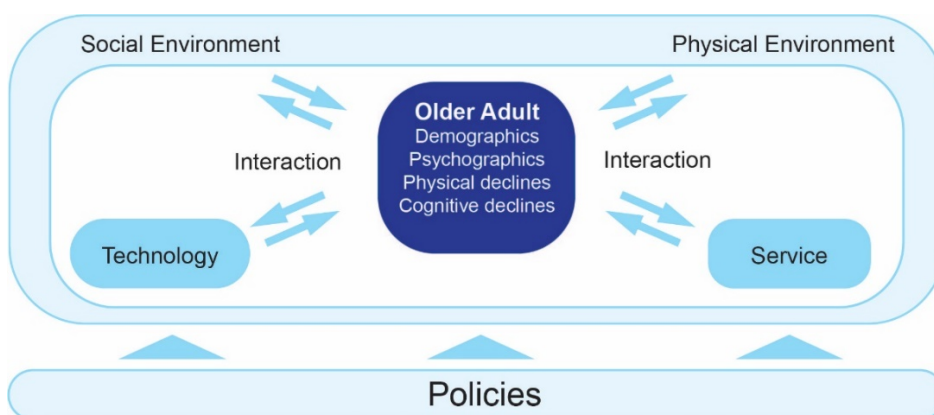 Social Environment
Physical Environment
Older Adult
Demographics
Psychographics
Physical declines
Cognitive declines
Interaction
Interaction
Technology
Service
Policies